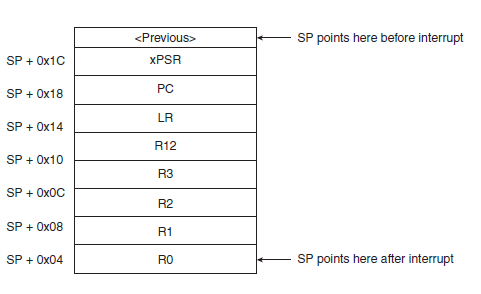 <Previous> SP points here before interrupt
SP + 0x1C xPSR
SP + 0x18 PC
SP + 0x14 LR
SP + 0x10 R12
SP + 0x0C R3
SP + 0x08 R2
R1
SP + 0x04 R0 SP points here after interrupt